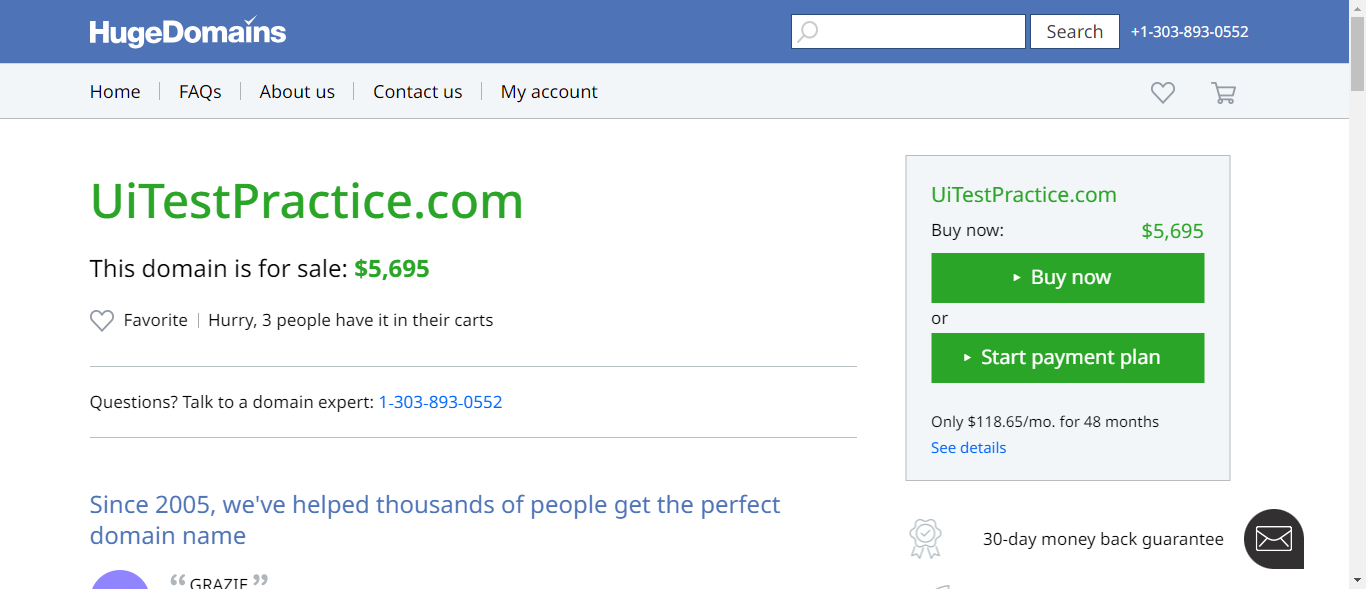 HugeDomains
Search
+1-303-893-0552
Home
FAQs
About us
Contact us
My account
UiTestPractice.com
This domain is for sale: $5,695
Favorite
Hurry, 3 people have it in their carts
Questions? Talk to a domain expert: 1-303-893-0552
Since 2005, we've helped thousands of people get the perfect
domain name
“ GRAZIE ”
UiTestPractice.com
Buy now:
$5,695
Buy now
or
Start payment plan
Only $118.65/mo. for 48 months
See details
30-day money back guarantee